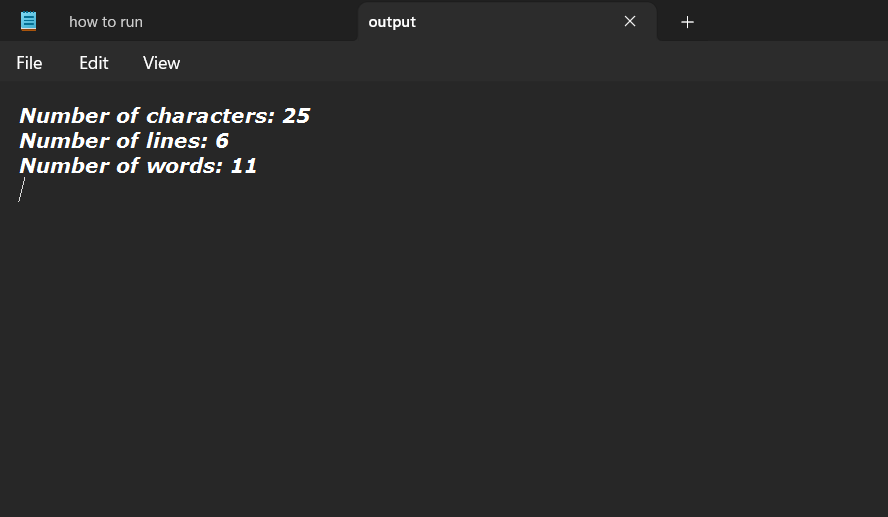 how to run
output
File Edit View
Number of characters: 25
Number of lines: 6
Number of words: 11